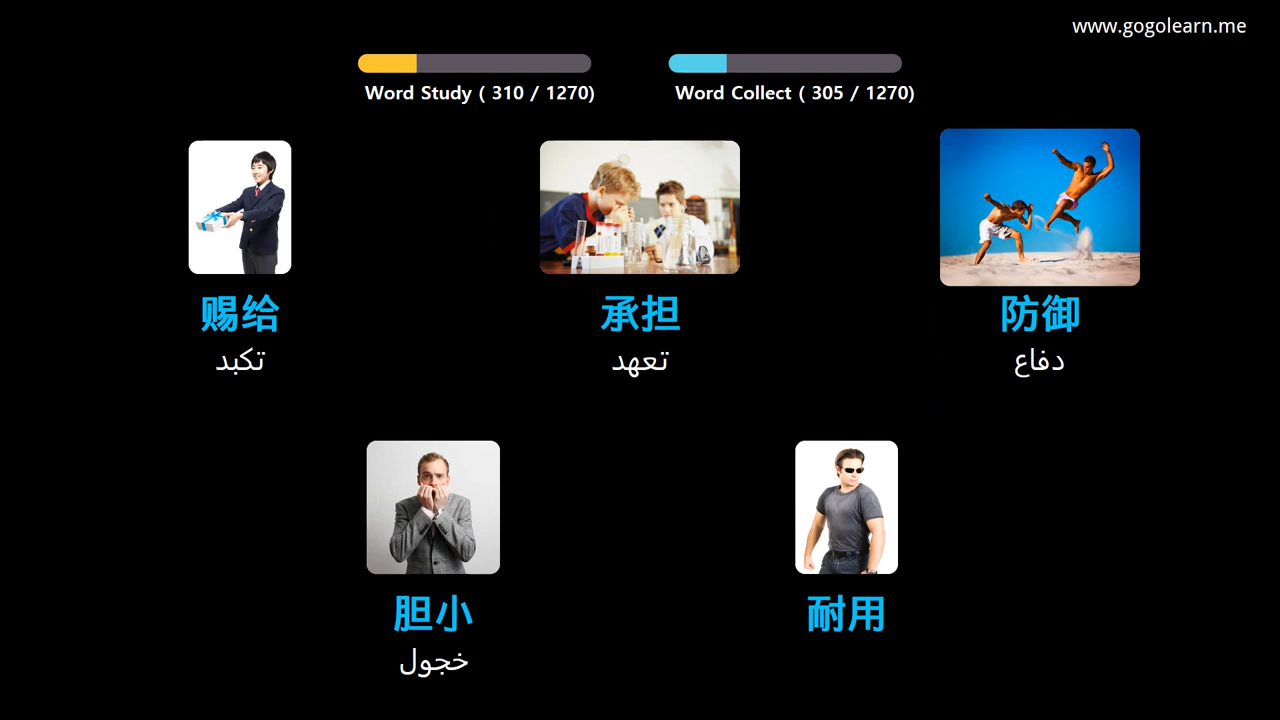 www.gogolearn.me
Word Study ( 310 / 1270)
Word Collect ( 305 / 1270)
赐给
تكبد
承担
تعهد
防御
دفاع
胆小
خجول
耐用